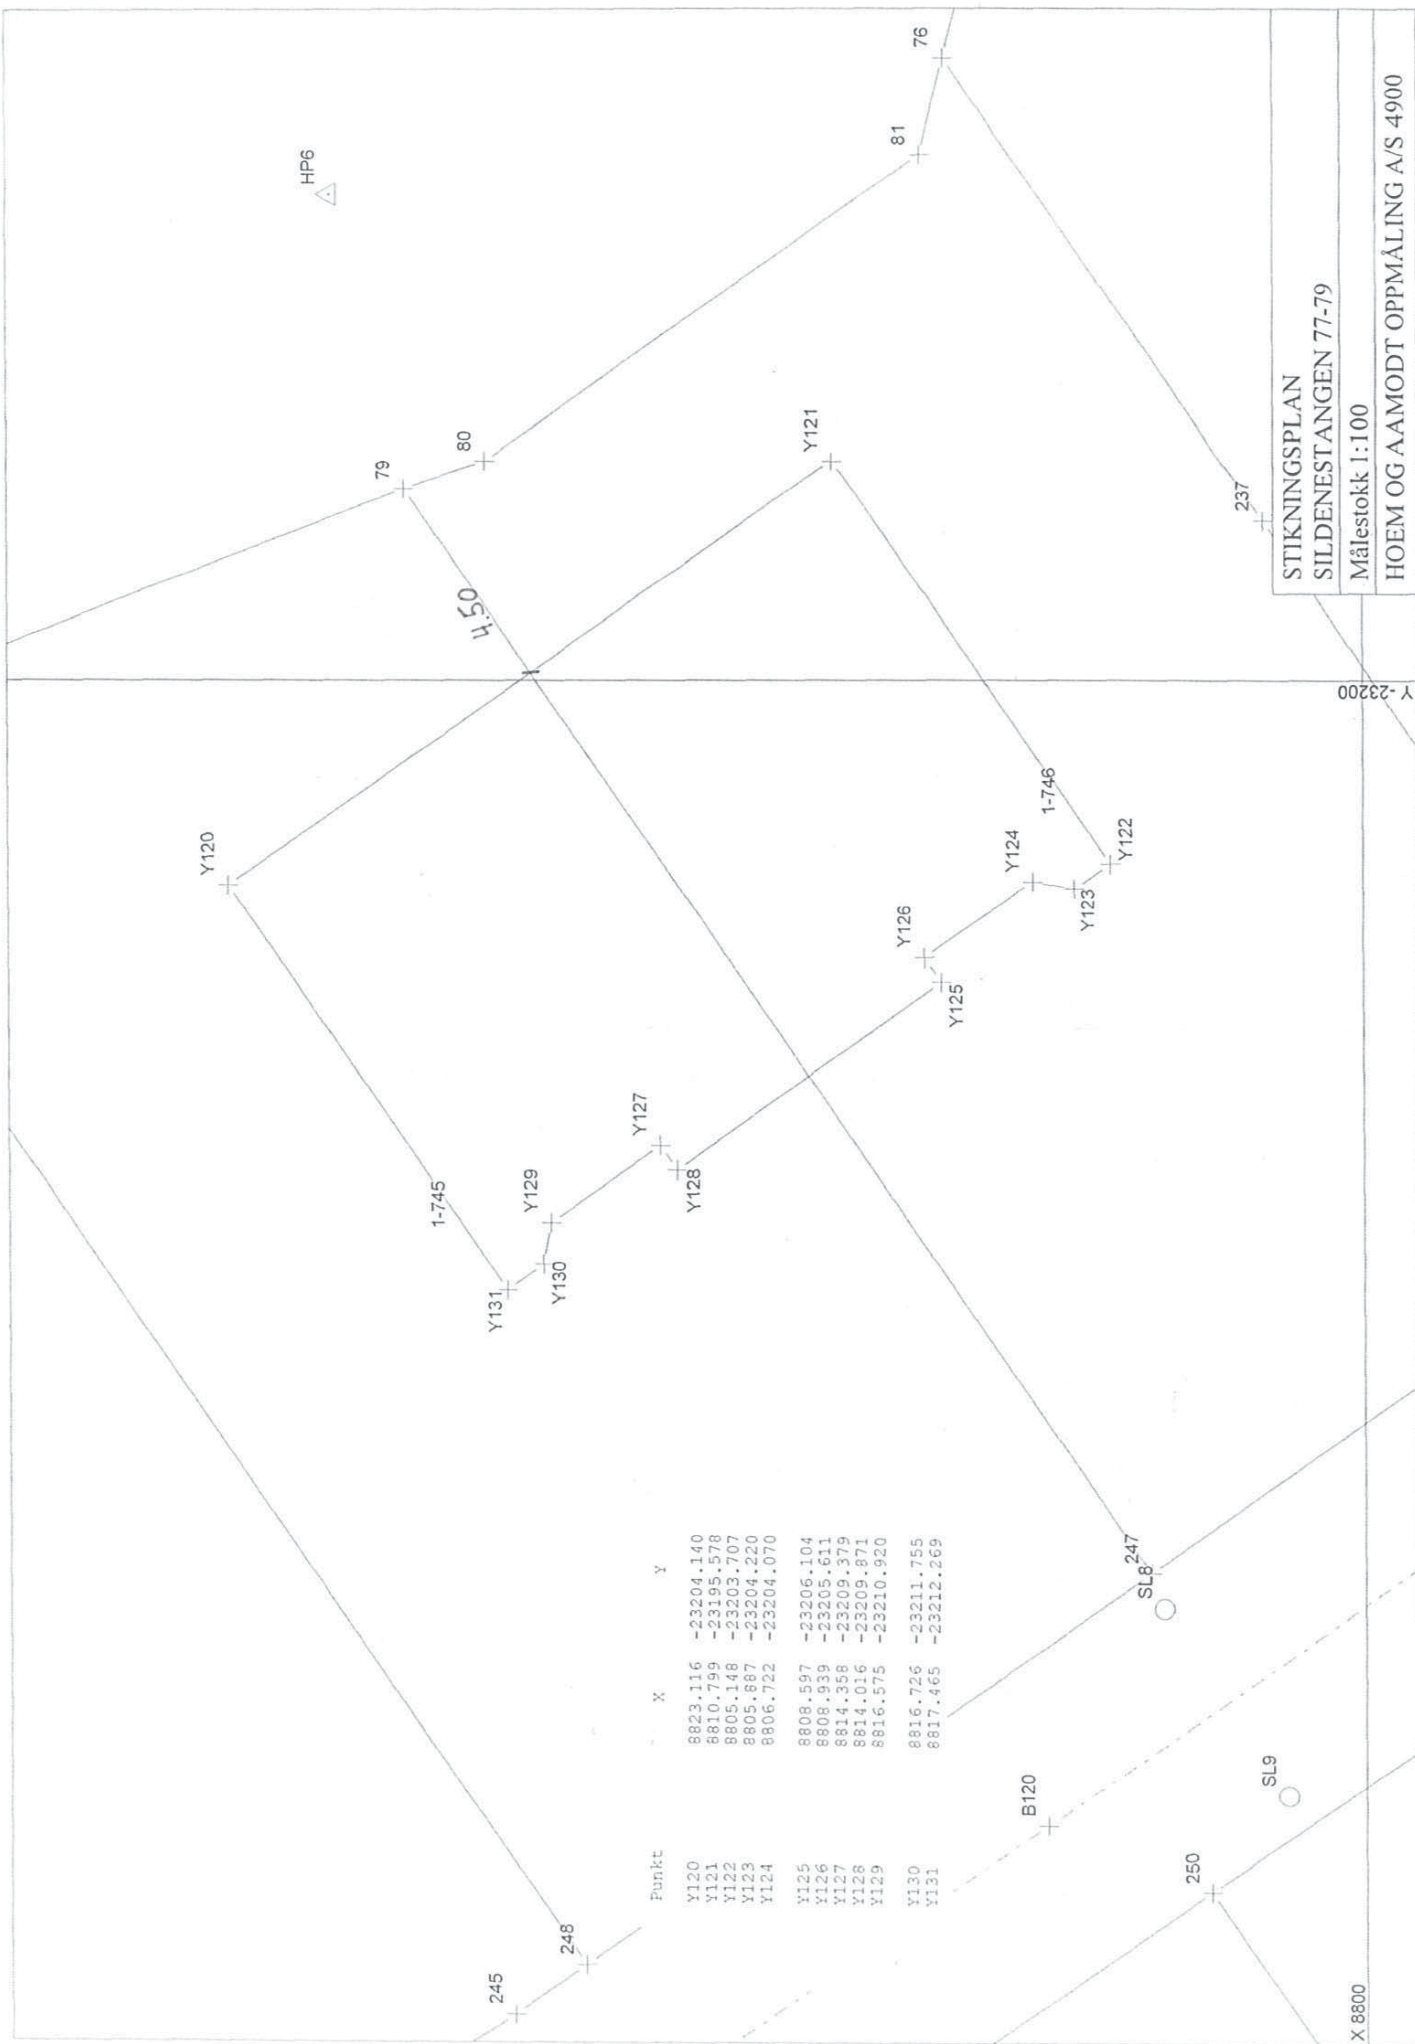 HP6
79
80
81
76
4.50
Y120
Y121
1-745
1-746
Y131
Y129
Y130
Y127
Y128
Y126
Y125
Y124
Y123
Y122
237
245
248
247
SL8
B120
250
SL9
Punkt X Y
Y120 8823.116 -23204.140
Y121 8810.799 -23195.578
Y122 8805.148 -23203.707
Y123 8805.887 -23204.220
Y124 8806.722 -23204.070
Y125 8808.597 -23206.104
Y126 8808.939 -23205.611
Y127 8814.358 -23209.379
Y128 8814.016 -23209.871
Y129 8816.575 -23210.920
Y130 8816.726 -23211.755
Y131 8817.465 -23212.269
X 8800
Y -23200
STIKNINGSPLAN
SILDENESTANGEN 77-79
Målestokk 1:100
HOEM OG AAMODT OPPMÅLING A/S 4900